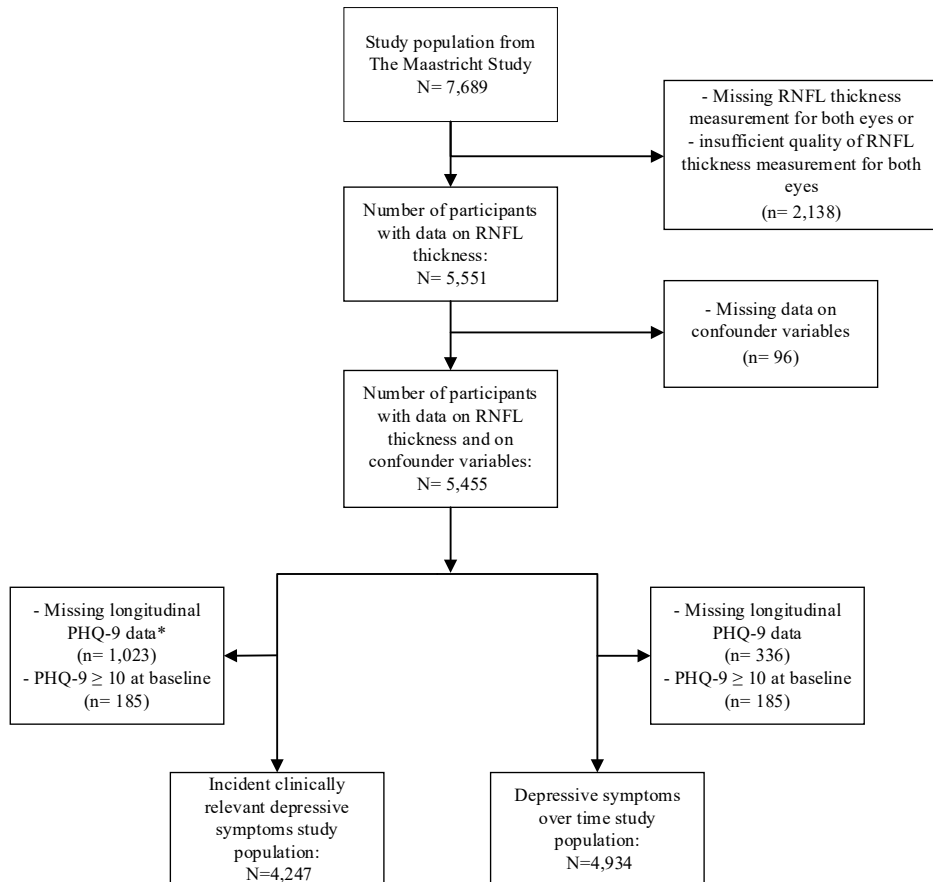 Study population from
The Maastricht Study
N= 7,689
- Missing RNFL thickness
measurement for both eyes or
- insufficient quality of RNFL
thickness measurement for both
eyes
(n= 2,138)
Number of participants
with data on RNFL
thickness:
N= 5,551
- Missing data on
confounder variables
(n= 96)
Number of participants
with data on RNFL
thickness and on
confounder variables:
N= 5,455
- Missing longitudinal
PHQ-9 data*
(n= 1,023)
- PHQ-9 ≥ 10 at baseline
(n= 185)
- Missing longitudinal
PHQ-9 data
(n= 336)
- PHQ-9 ≥ 10 at baseline
(n= 185)
Incident clinically
relevant depressive
symptoms study
population:
N=4,247
Depressive symptoms
over time study
population:
N=4,934